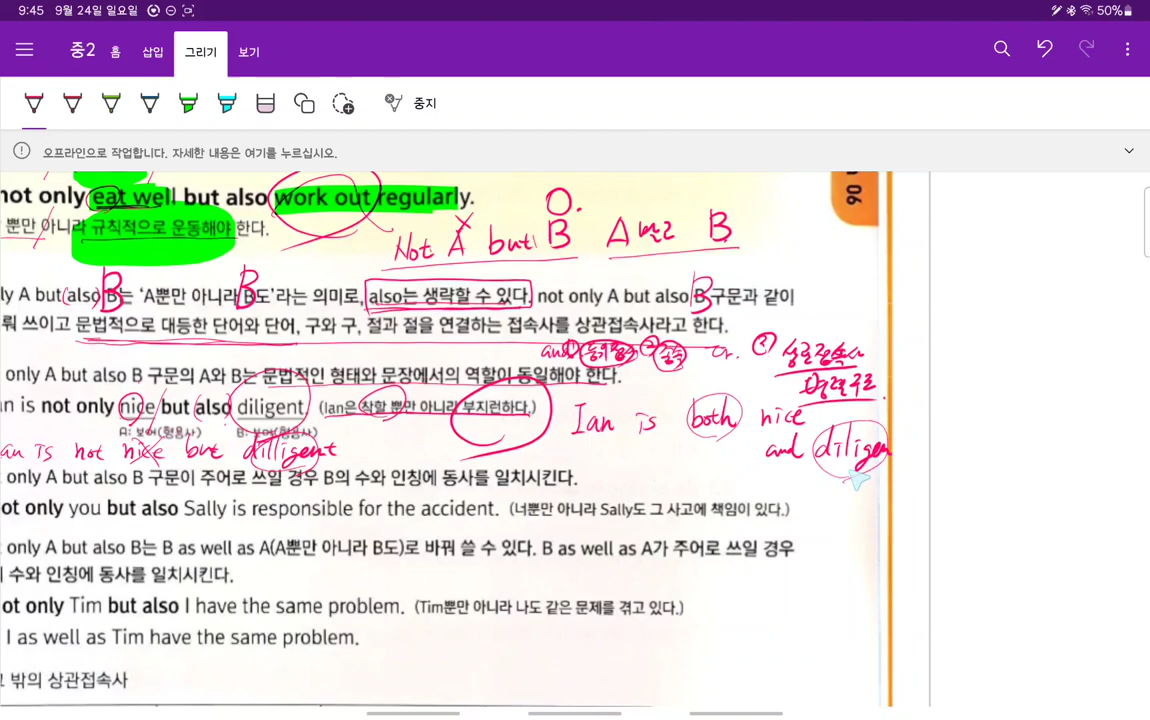 9:45 9월 24일 일요일 50%
중2 홈 삽입 그리기 보기
중지
오프라인으로 작업합니다. 자세한 내용은 여기를 누르십시오.
not only eat well but also work out regularly.
뿐만 아니라 규칙적으로 운동해야 한다.
90
Not A but B A 말고 B
ly A but (also) B는 ‘A뿐만 아니라 B도’라는 의미로, also는 생략할 수 있다. not only A but also B 구문과 같이
쓰이고 문법적으로 대등한 단어와 단어, 구와 구, 절과 절을 연결하는 접속사를 상관접속사라고 한다.
and ① ② 다. ③ 상관접속사
병렬구조
only A but also B 구문의 A와 B는 문법적인 형태와 문장에서의 역할이 동일해야 한다.
an is not only nice but (also) diligent. (Ian은 착할 뿐만 아니라 부지런하다.)
A: 보어(형용사) B: 보어(형용사)
Ian is both nice
and diligen
an is not nice but dilligent
only A but also B 구문이 주어로 쓰일 경우 B의 수와 인칭에 동사를 일치시킨다.
ot only you but also Sally is responsible for the accident. (너뿐만 아니라 Sally도 그 사고에 책임이 있다.)
only A but also B는 B as well as A(A뿐만 아니라 B도)로 바꿔 쓸 수 있다. B as well as A가 주어로 쓰일 경우
수와 인칭에 동사를 일치시킨다.
ot only Tim but also I have the same problem. (Tim뿐만 아니라 나도 같은 문제를 겪고 있다.)
I as well as Tim have the same problem.
밖의 상관접속사